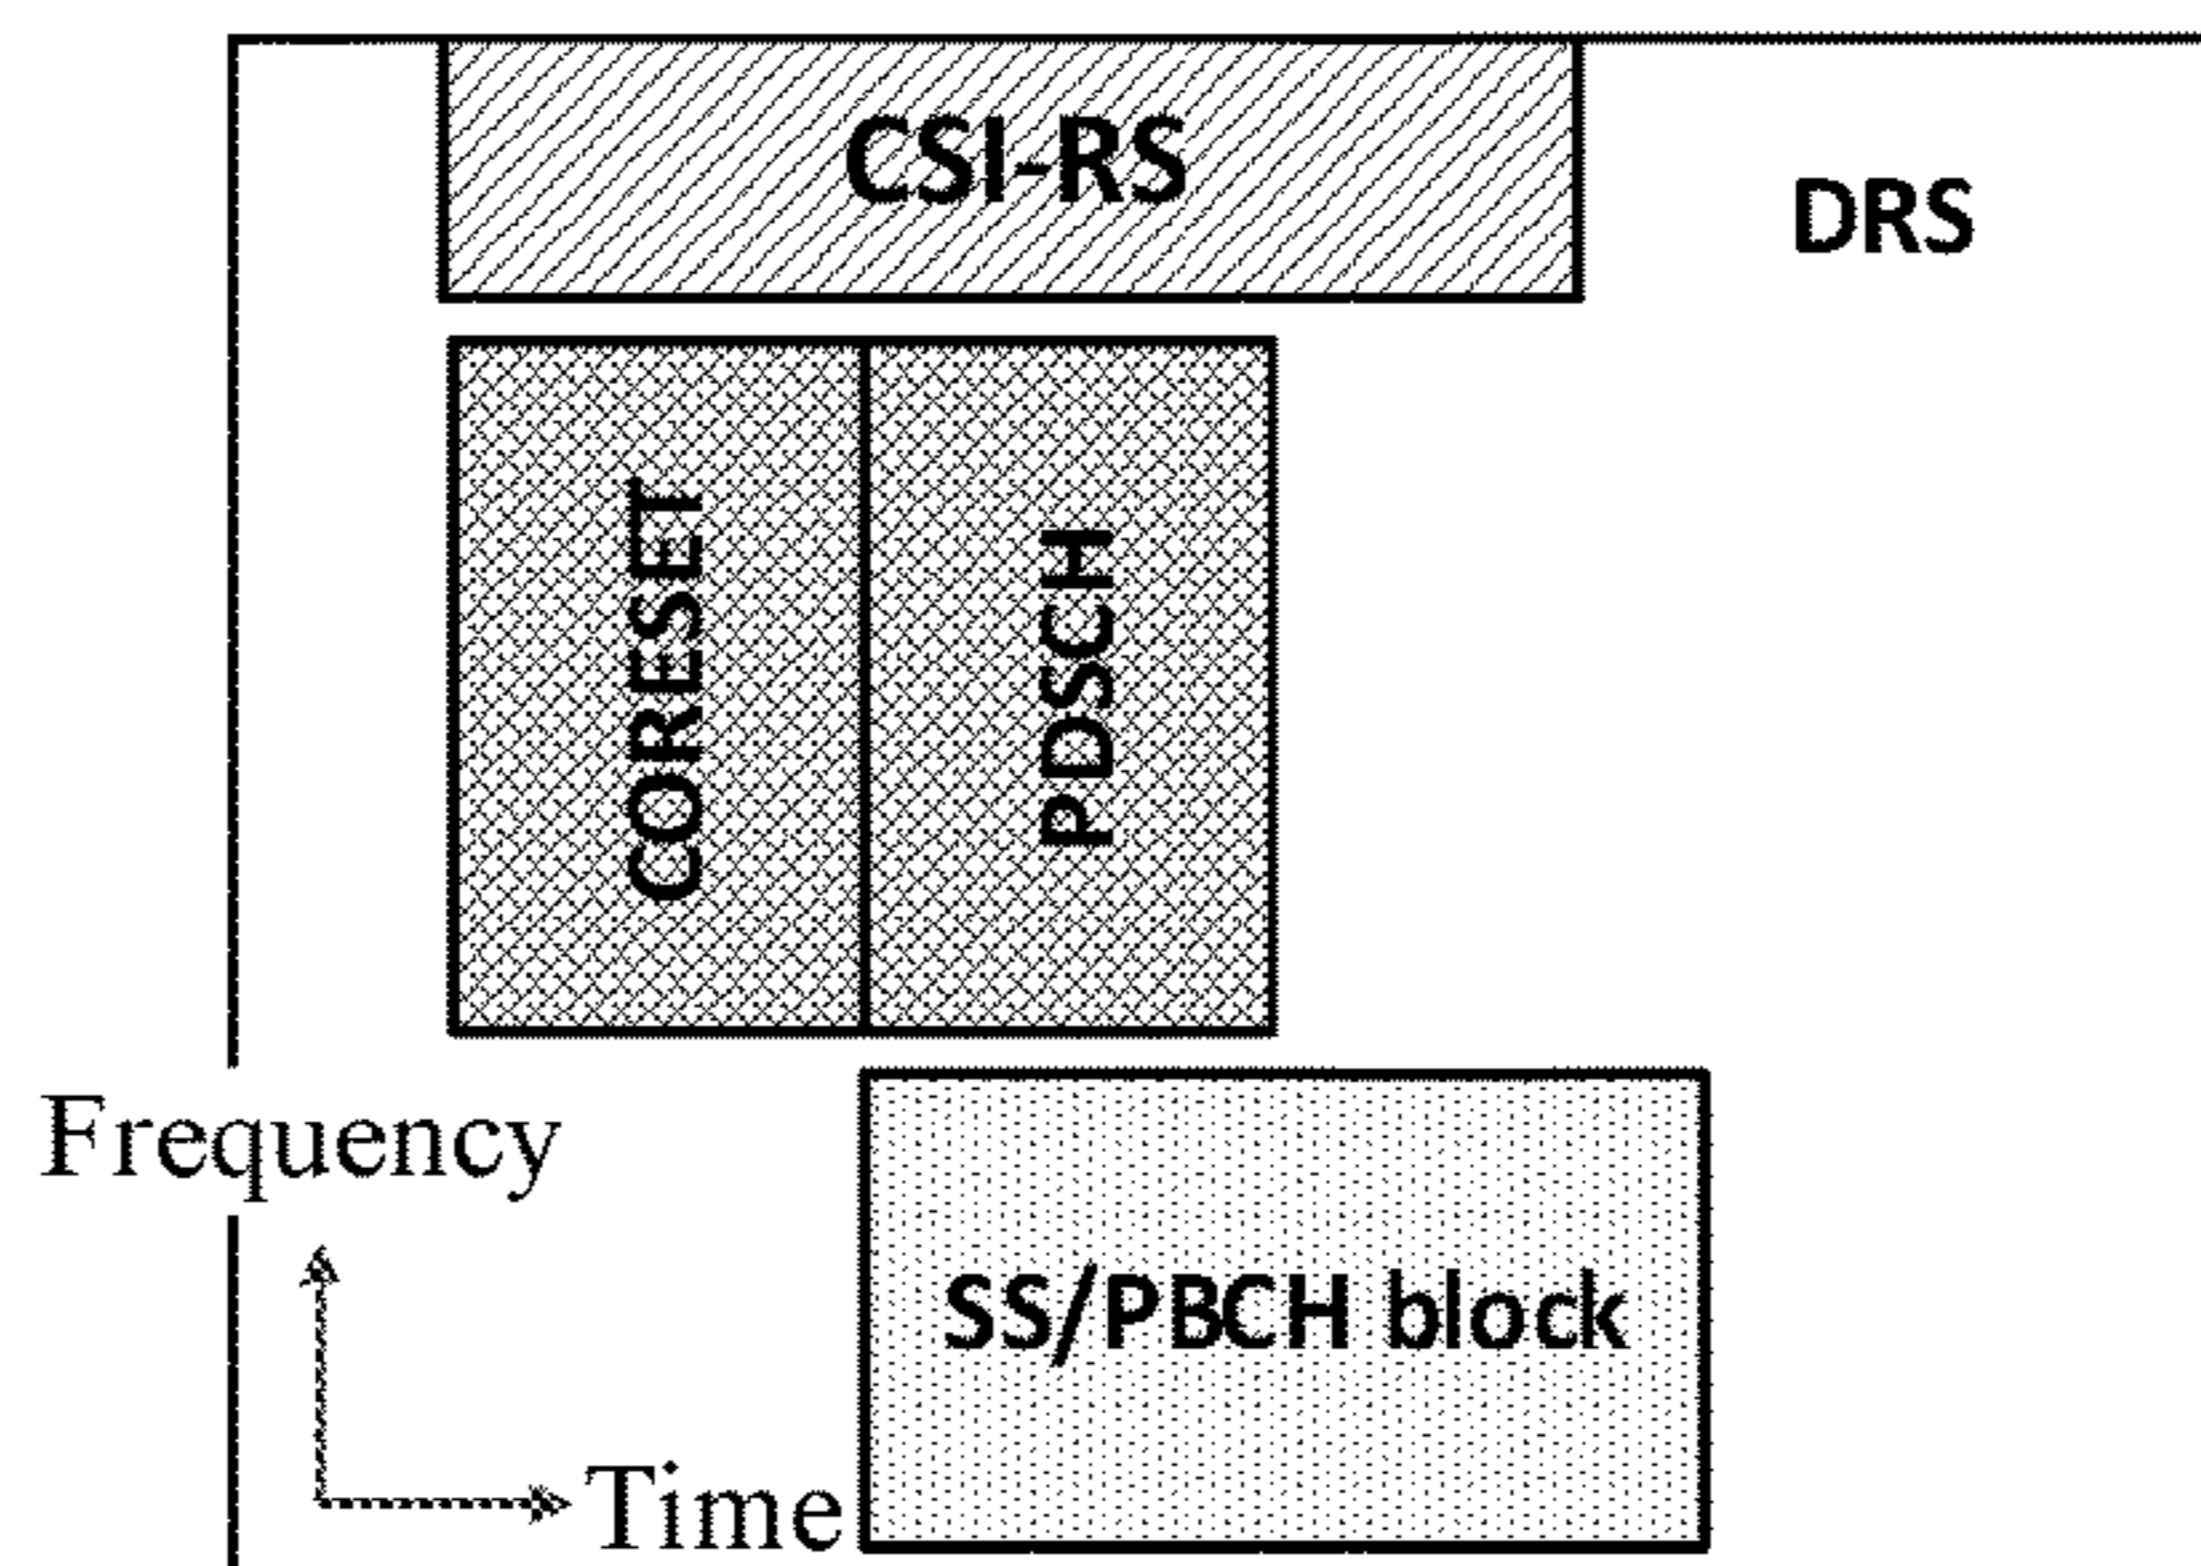 CSI-RS
DRS
CORESET
PDSCH
Frequency
SS/PBCH block
Time